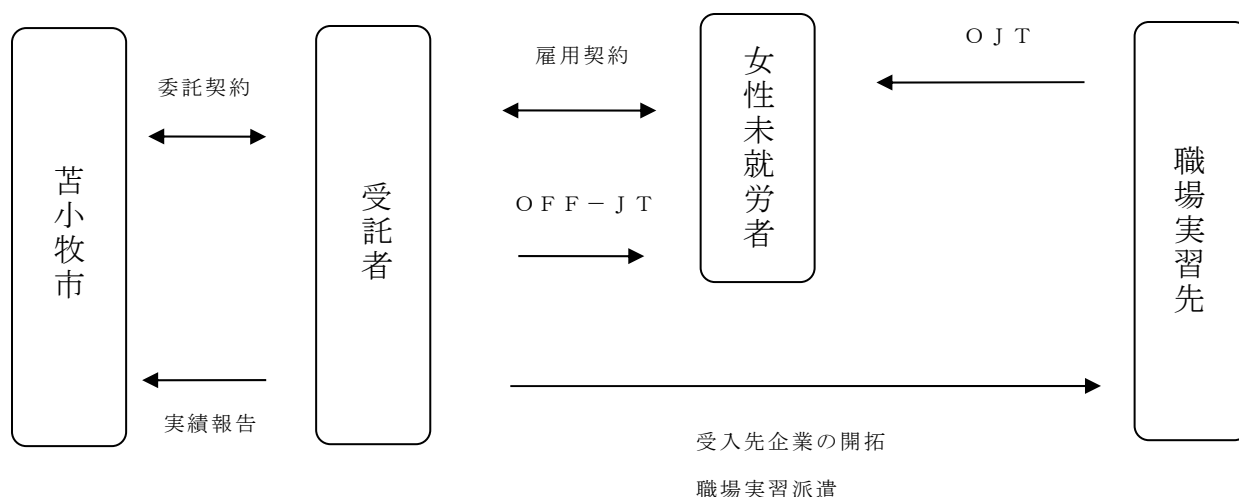 苫小牧市
委託契約
実績報告
受託者
雇用契約
ＯＦＦ－ＪＴ
女性未就労者
ＯＪＴ
職場実習先
受入先企業の開拓
職場実習派遣